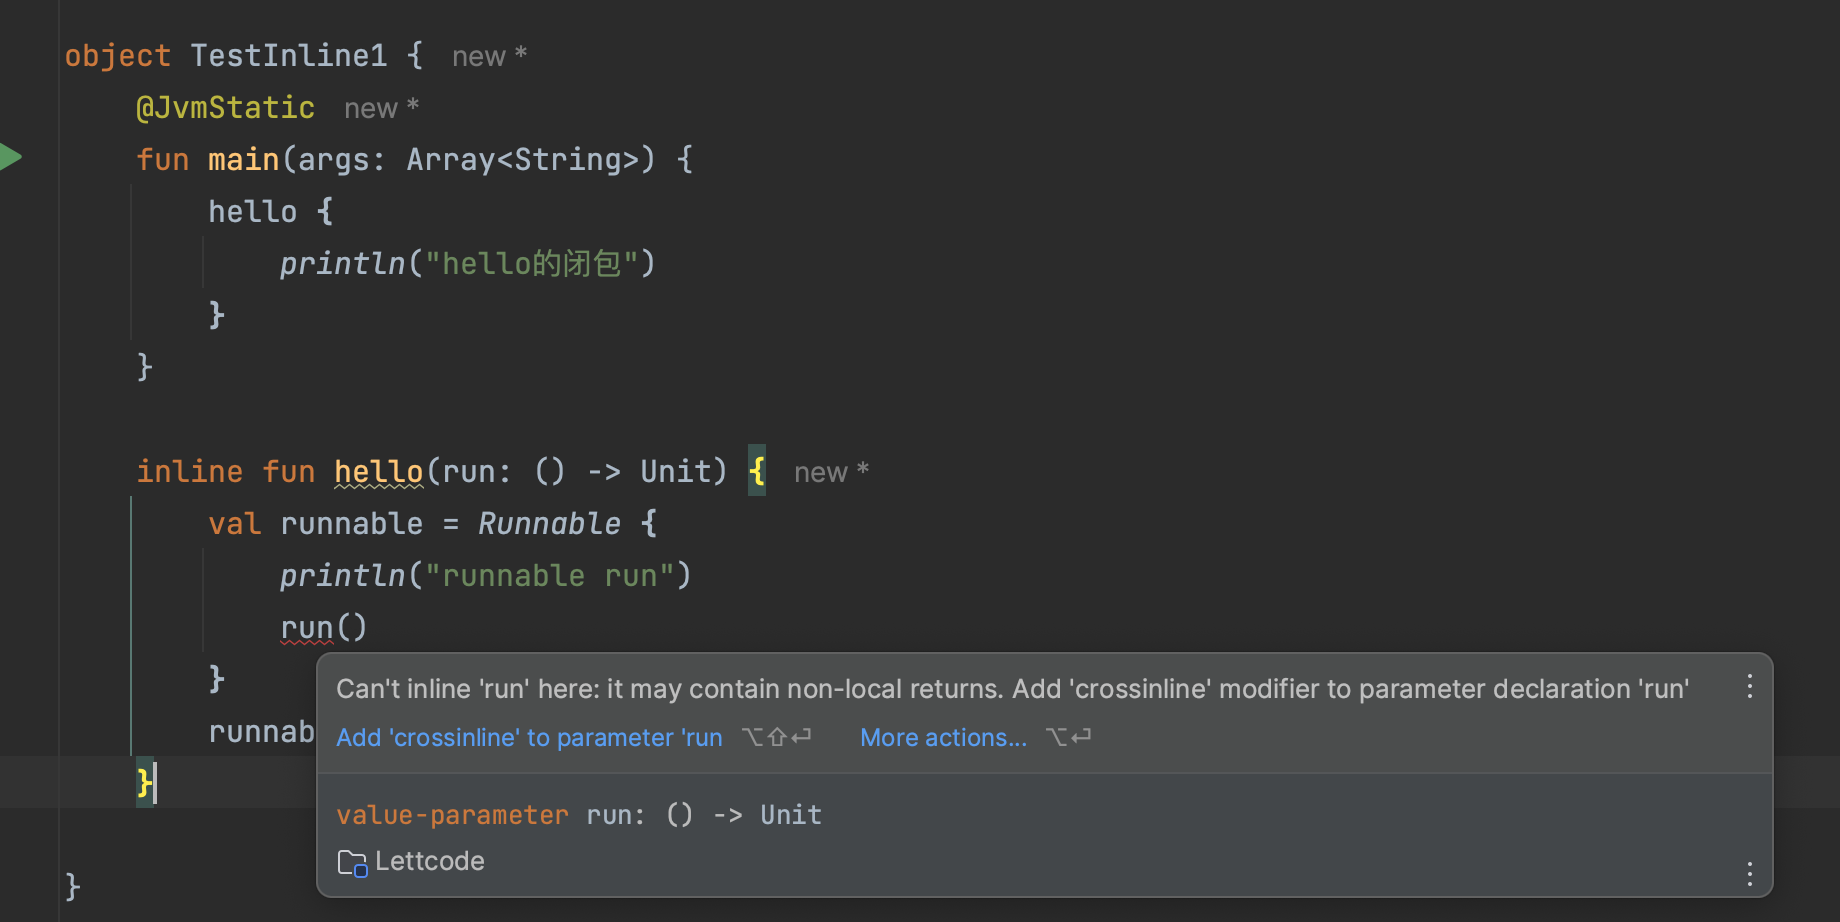 object TestInline1 { new *
@JvmStatic new *
fun main(args: Array<String>) {
hello {
println("hello的闭包")
}
}
inline fun hello(run: () -> Unit) { new *
val runnable = Runnable {
println("runnable run")
run()
}
runnab
}
}
Can't inline 'run' here: it may contain non-local returns. Add 'crossinline' modifier to parameter declaration 'run'
Add 'crossinline' to parameter 'run ⌥⇧⏎ More actions... ⌥⏎
value-parameter run: () -> Unit
Lettcode